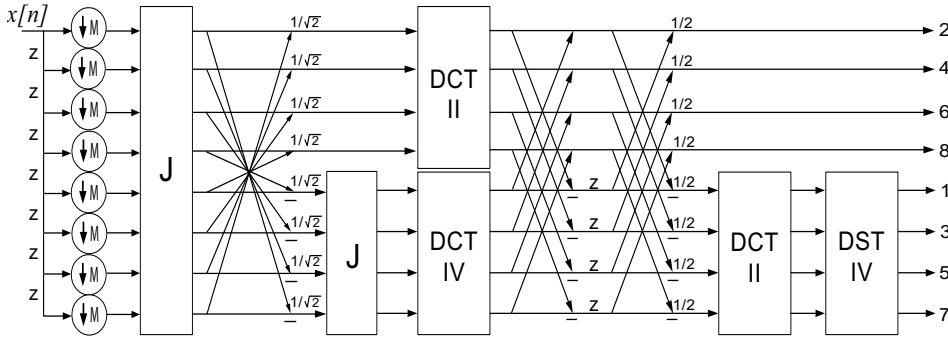 x[n]
M 1/√2 1/2 2
z
M 1/√2 1/2 4
z DCT
M 1/√2 II 1/2 6
z
M 1/√2 1/2 8
z J
M 1/√2 – – z 1/2 – 1
z
M 1/√2 – DCT – z 1/2 – DCT DST 3
z J IV II IV
M 1/√2 – – z 1/2 – 5
z
M 1/√2 – – z 1/2 – 7